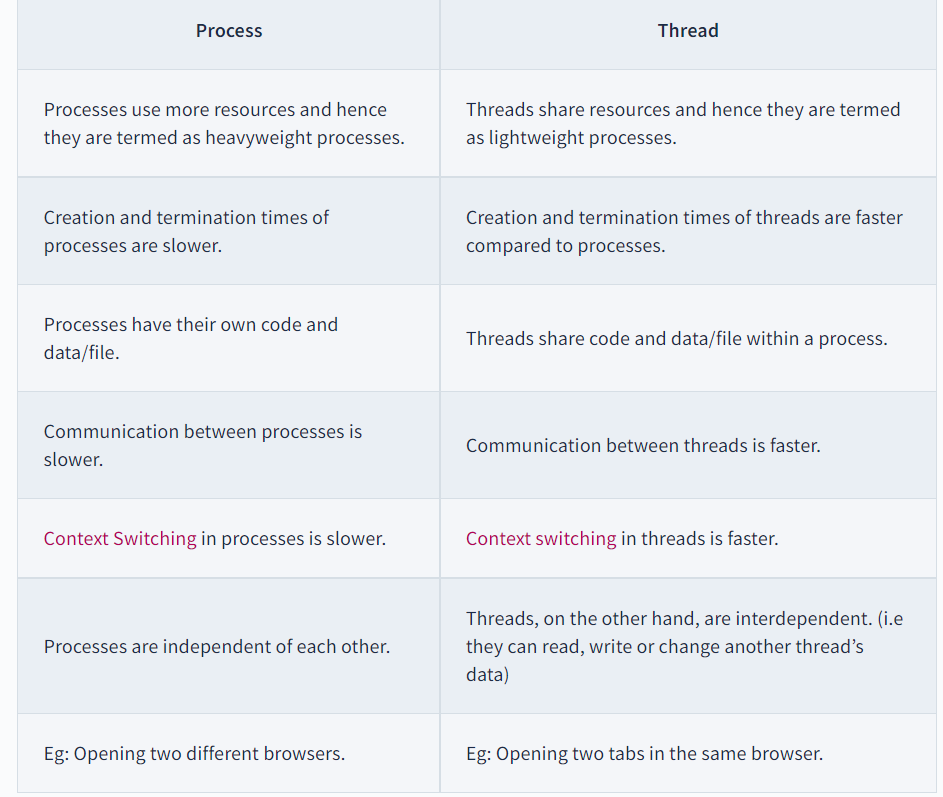 Process
Thread
Processes use more resources and hence
they are termed as heavyweight processes.
Threads share resources and hence they are termed
as lightweight processes.
Creation and termination times of
processes are slower.
Creation and termination times of threads are faster
compared to processes.
Processes have their own code and
data/file.
Threads share code and data/file within a process.
Communication between processes is
slower.
Communication between threads is faster.
Context Switching in processes is slower.
Context switching in threads is faster.
Processes are independent of each other.
Threads, on the other hand, are interdependent. (i.e
they can read, write or change another thread’s
data)
Eg: Opening two different browsers.
Eg: Opening two tabs in the same browser.